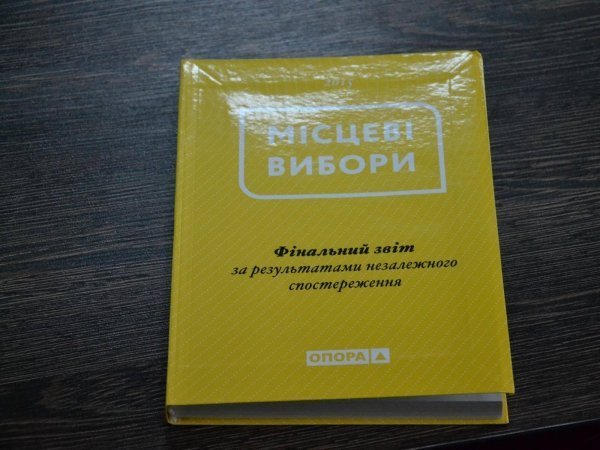 МІСЦЕВІ
ВИБОРИ
Фінальний звіт
за результатами незалежного
спостереження
ОПОРА